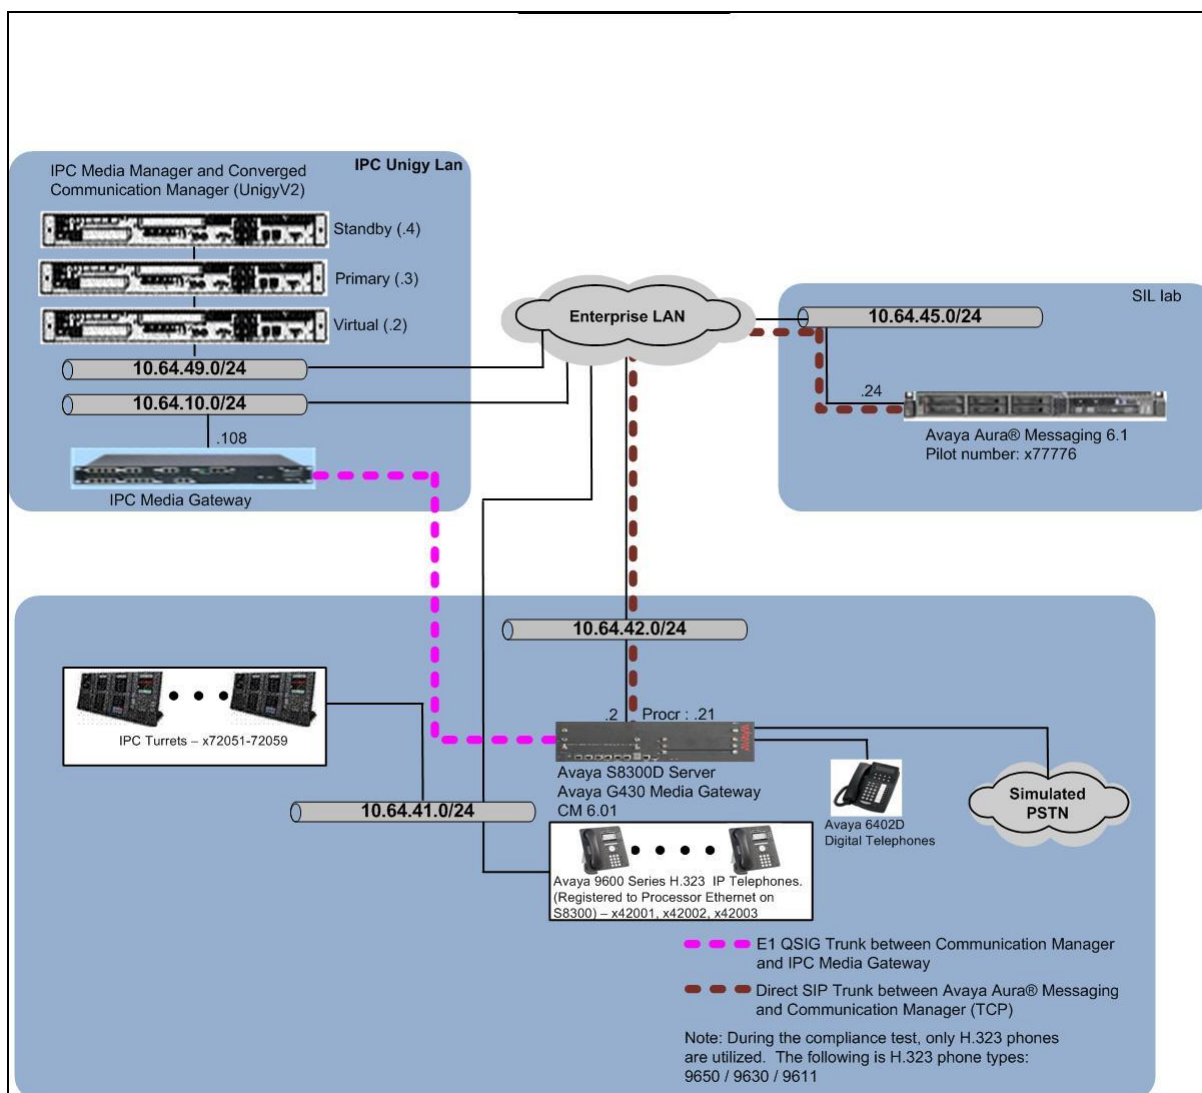 IPC Unigy Lan
IPC Media Manager and Converged
Communication Manager (UnigyV2)
Standby (.4)
Primary (.3)
Virtual (.2)
10.64.49.0/24
10.64.10.0/24
.108
IPC Media Gateway
Enterprise LAN
SIL lab
10.64.45.0/24
.24
Avaya Aura® Messaging 6.1
Pilot number: x77776
10.64.42.0/24
.2
Procr : .21
IPC Turrets – x72051-72059
10.64.41.0/24
Avaya S8300D Server
Avaya G430 Media Gateway
CM 6.01
Avaya 6402D
Digital Telephones
Simulated
PSTN
Avaya 9600 Series H.323 IP Telephones.
(Registered to Processor Ethernet on
S8300) – x42001, x42002, x42003
E1 QSIG Trunk between Communication Manager
and IPC Media Gateway
Direct SIP Trunk between Avaya Aura® Messaging
and Communication Manager (TCP)
Note: During the compliance test, only H.323 phones
are utilized. The following is H.323 phone types:
9650 / 9630 / 9611